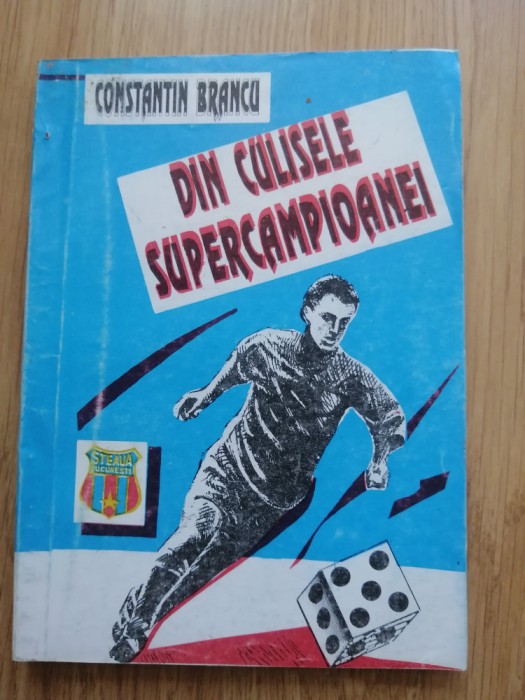 CONSTANTIN BRANCU
DIN CULISELE
SUPERCAMPIOANEI
STEAUA
BUCUREȘTI